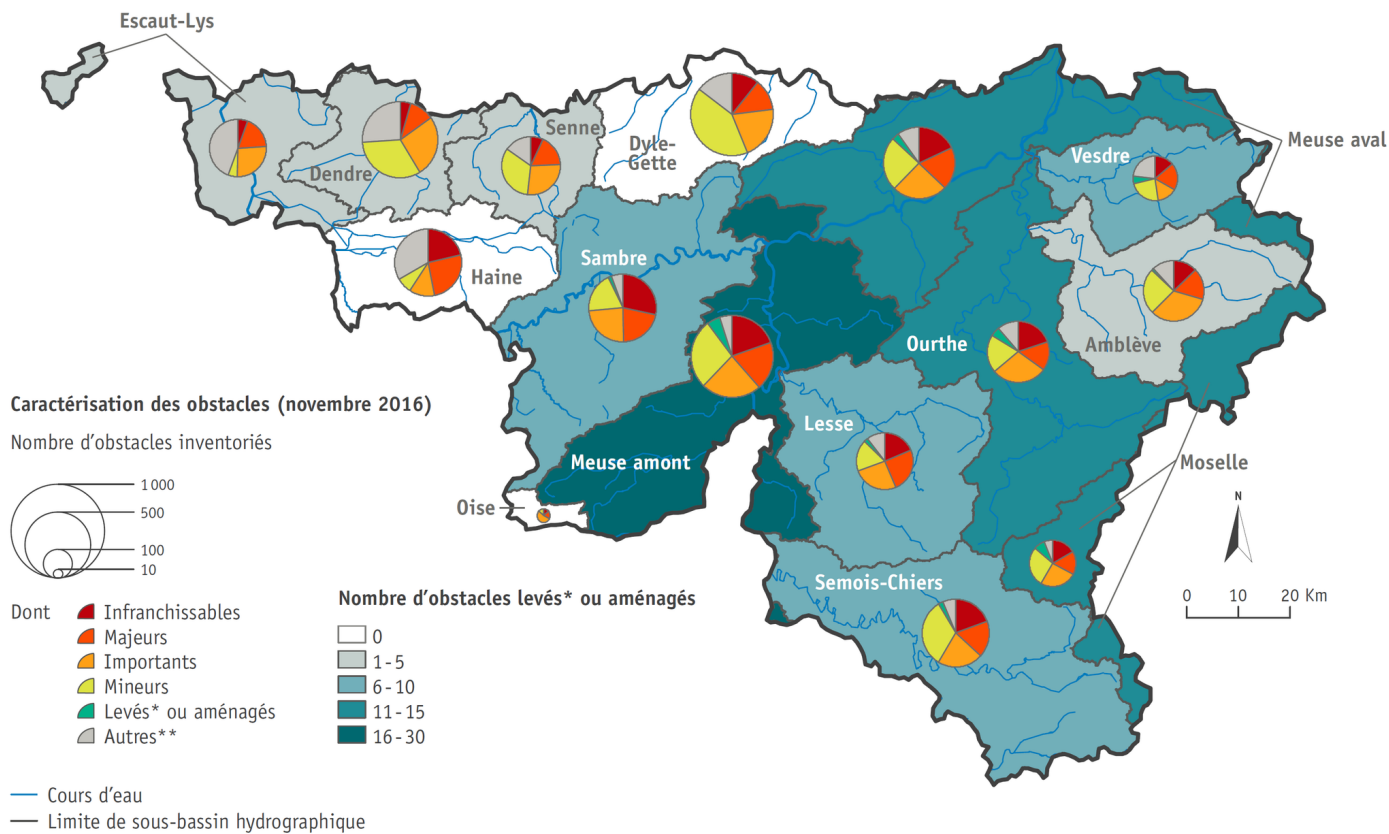 Escaut-Lys
Senne
Dyle-
Gette
Dendre
Vesdre
Meuse aval
Haine
Sambre
Ourthe
Amblève
Lesse
Meuse amont
Moselle
Oise
Semois-Chiers
Caractérisation des obstacles (novembre 2016)
Nombre d'obstacles inventoriés
1 000
500
100
10
Dont
Infranchissables
Majeurs
Importants
Mineurs
Levés* ou aménagés
Autres**
Nombre d'obstacles levés* ou aménagés
0
1-5
6-10
11-15
16-30
Cours d'eau
Limite de sous-bassin hydrographique
N
0 10 20 Km